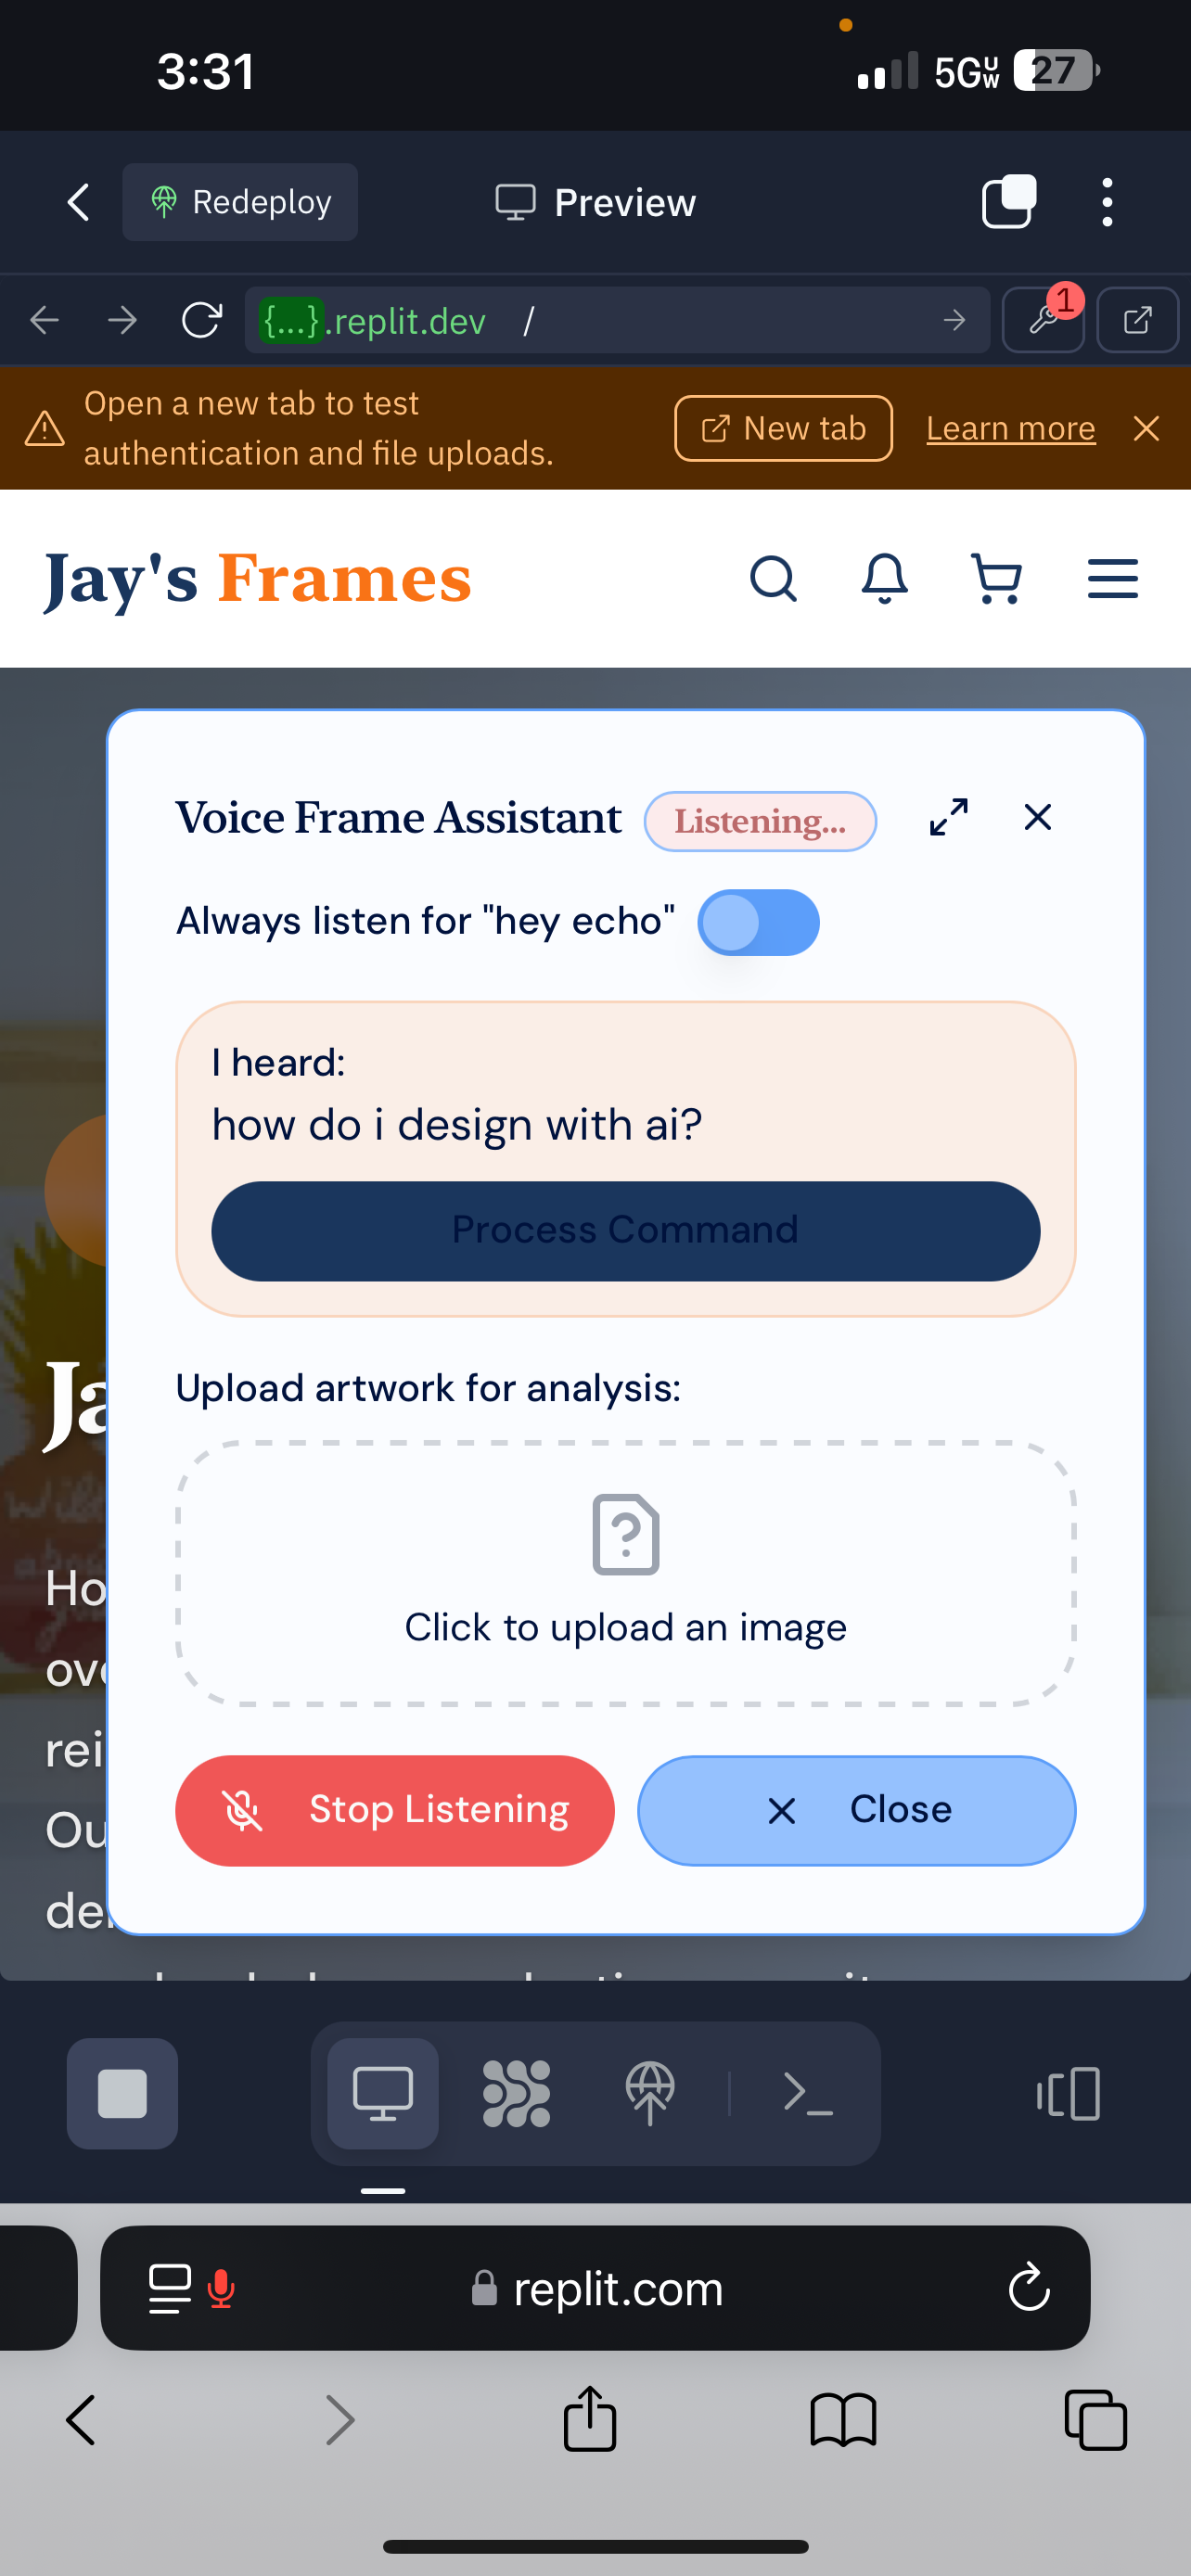 3:31
5GUW 27
Redeploy
Preview
{...}.replit.dev /
1
Open a new tab to test
authentication and file uploads.
New tab
Learn more
Jay's Frames
Voice Frame Assistant
Listening...
Always listen for "hey echo"
I heard:
how do i design with ai?
Process Command
Ja
Upload artwork for analysis:
Ho
Click to upload an image
rei
Stop Listening
Close
Ou
replit.com